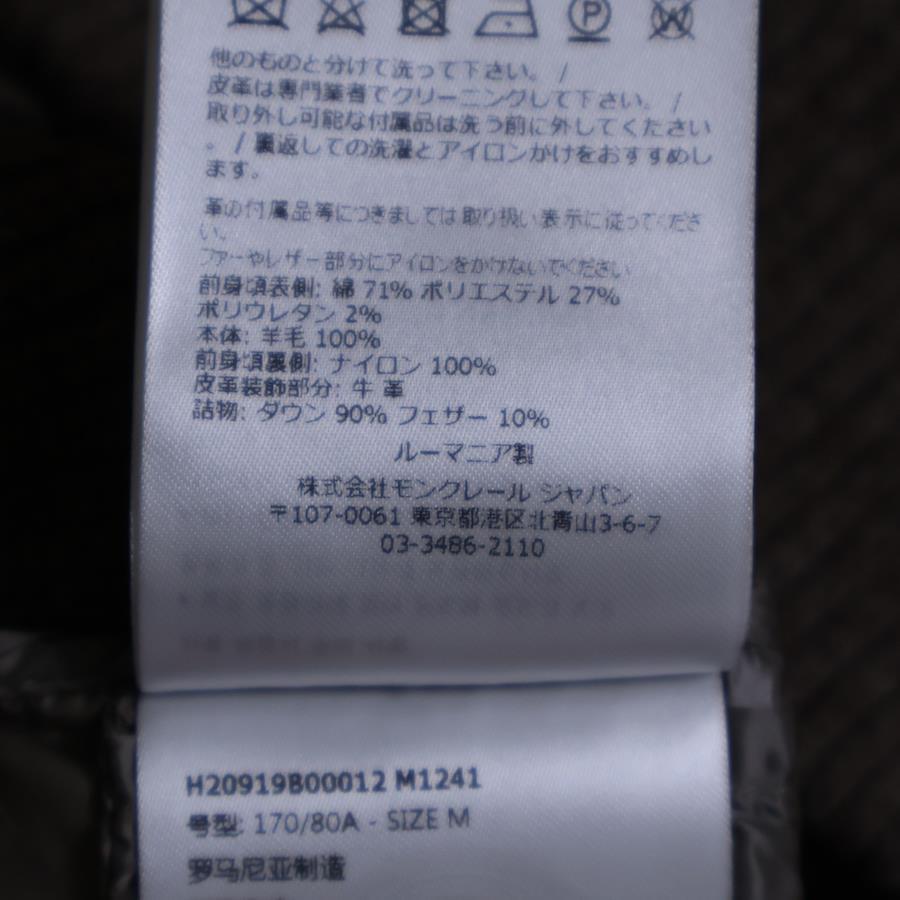 P
W
他のものと分けて洗って下さい。 /
皮革は専門業者でクリーニングして下さい。 /
取り外し可能な付属品は洗う前に外してください
。 / 裏返しての洗濯とアイロンかけをおすすめし
ます。
革の付属品等につきましては取り扱い表示に従ってくださ
い。
ファーやレザー部分にアイロンをかけないでください
前身頃表側: 綿 71% ポリエステル 27%
ポリウレタン 2%
本体: 羊毛 100%
前身頃裏側: ナイロン 100%
皮革装飾部分: 牛 革
詰物: ダウン 90% フェザー 10%
ルーマニア製
株式会社モンクレール ジャパン
〒107-0061 東京都港区北青山3-6-7
03-3486-2110
H20919B00012 M1241
号型: 170/80A - SIZE M
罗马尼亚制造